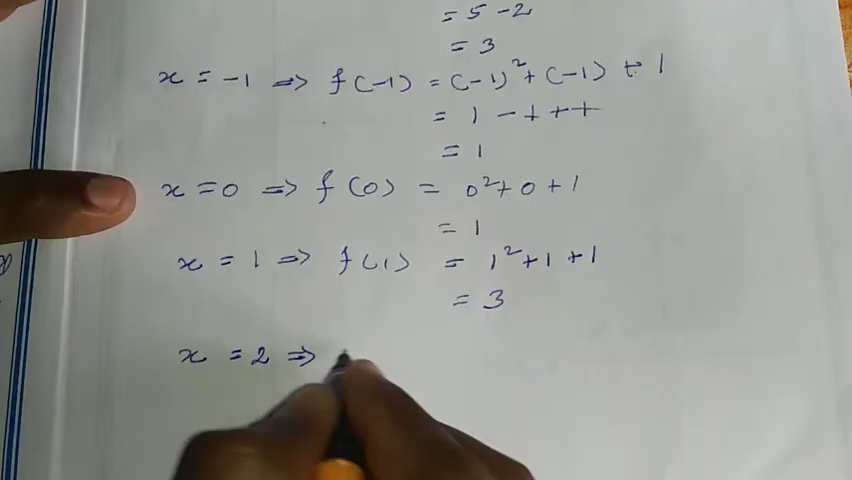 = 5 - 2
= 3
x = -1 ⇒ f(-1) = (-1)² + (-1) + 1
= 1 - 1 + 1
= 1
x = 0 ⇒ f(0) = 0² + 0 + 1
= 1
x = 1 ⇒ f(1) = 1² + 1 + 1
= 3
x = 2 ⇒